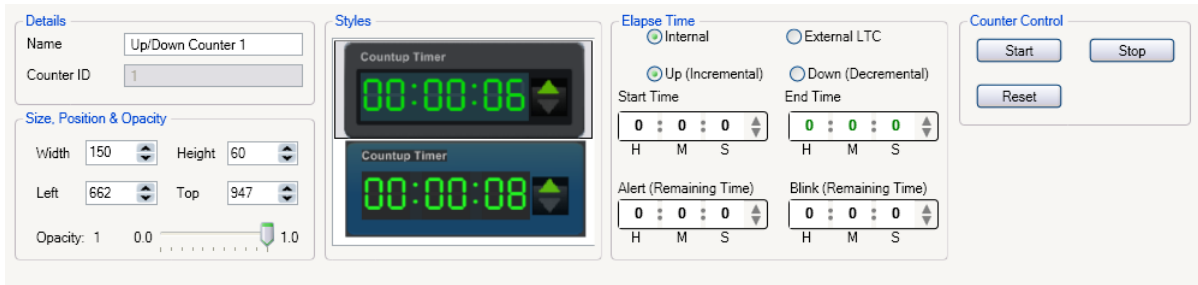 Details
Name Up/Down Counter 1
Counter ID 1
Size, Position & Opacity
Width 150 Height 60
Left 662 Top 947
Opacity: 1 0.0 1.0
Styles
Countup Timer
00:00:06
Countup Timer
00:00:08
Elapse Time
Internal External LTC
Up (Incremental) Down (Decremental)
Start Time End Time
0 : 0 : 0 0 : 0 : 0
H M S H M S
Alert (Remaining Time) Blink (Remaining Time)
0 : 0 : 0 0 : 0 : 0
H M S H M S
Counter Control
Start Stop
Reset